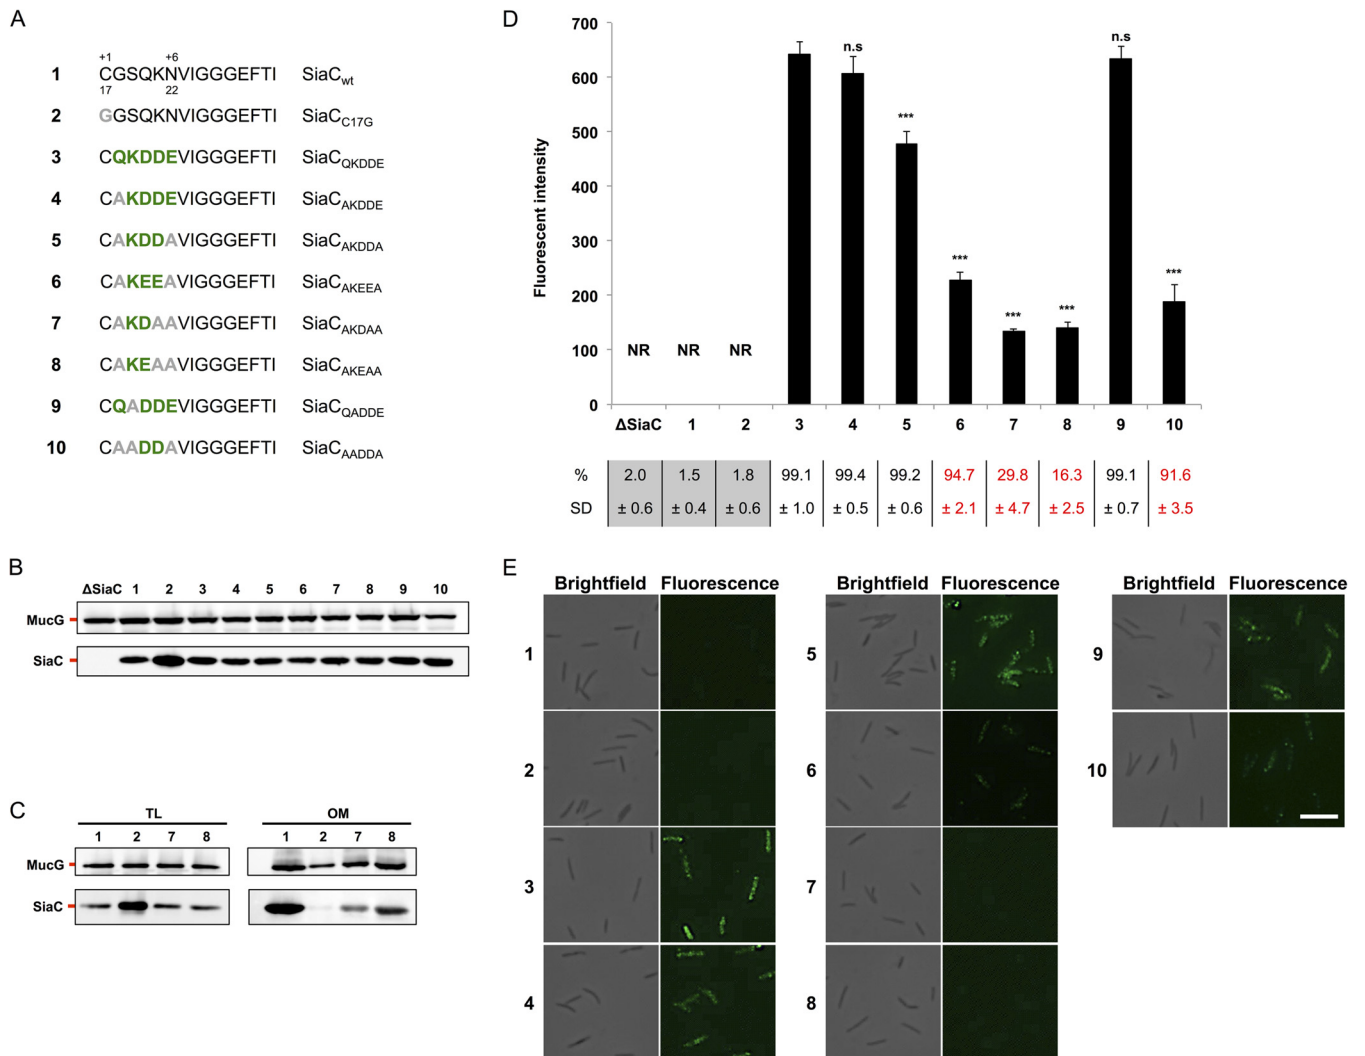 A
+1 +6
1 CGSQKNVIGGGEFTI SiaCwt
17 22
2 GGSQKNVIGGGEFTI SiaCC17G
3 CQKDDEVIGGGEFTI SiaCQKDDE
4 CAKDDEVIGGGEFTI SiaCAKDDE
5 CAKDDAVIGGGEFTI SiaCAKDDA
6 CAKEEAVIGGGEFTI SiaCAKEEA
7 CAKDAAVIGGGEFTI SiaCAKDAA
8 CAKEAAVIGGGEFTI SiaCAKEAA
9 CQADDEVIGGGEFTI SiaCQADDE
10 CAADDAVIGGGEFTI SiaCAADDA
B
ΔSiaC 1 2 3 4 5 6 7 8 9 10
MucG
SiaC
C
TL OM
1 2 7 8 1 2 7 8
MucG
SiaC
D
Fluorescent intensity
700
600
500
400
300
200
100
0
NR NR NR n.s *** *** *** *** n.s ***
ΔSiaC 1 2 3 4 5 6 7 8 9 10
% 2.0 1.5 1.8 99.1 99.4 99.2 94.7 29.8 16.3 99.1 91.6
SD ± 0.6 ± 0.4 ± 0.6 ± 1.0 ± 0.5 ± 0.6 ± 2.1 ± 4.7 ± 2.5 ± 0.7 ± 3.5
E
Brightfield Fluorescence
1
2
3
4
Brightfield Fluorescence
5
6
7
8
Brightfield Fluorescence
9
10